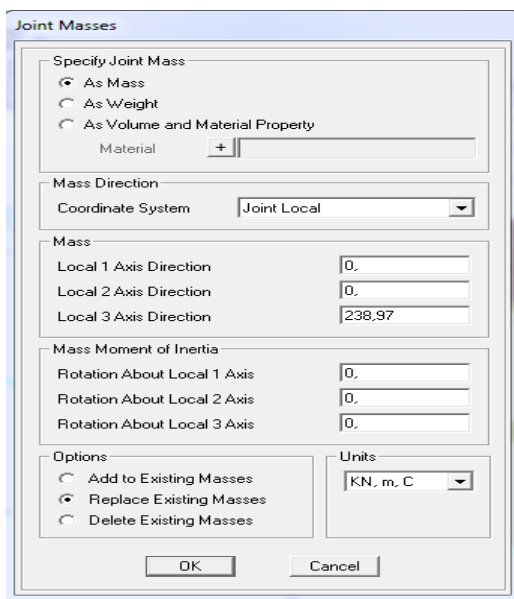 Joint Masses
Specify Joint Mass
As Mass
As Weight
As Volume and Material Property
Material +
Mass Direction
Coordinate System Joint Local
Mass
Local 1 Axis Direction 0,
Local 2 Axis Direction 0,
Local 3 Axis Direction 238,97
Mass Moment of Inertia
Rotation About Local 1 Axis 0,
Rotation About Local 2 Axis 0,
Rotation About Local 3 Axis 0,
Options
Add to Existing Masses
Replace Existing Masses
Delete Existing Masses
Units
KN, m, C
OK Cancel